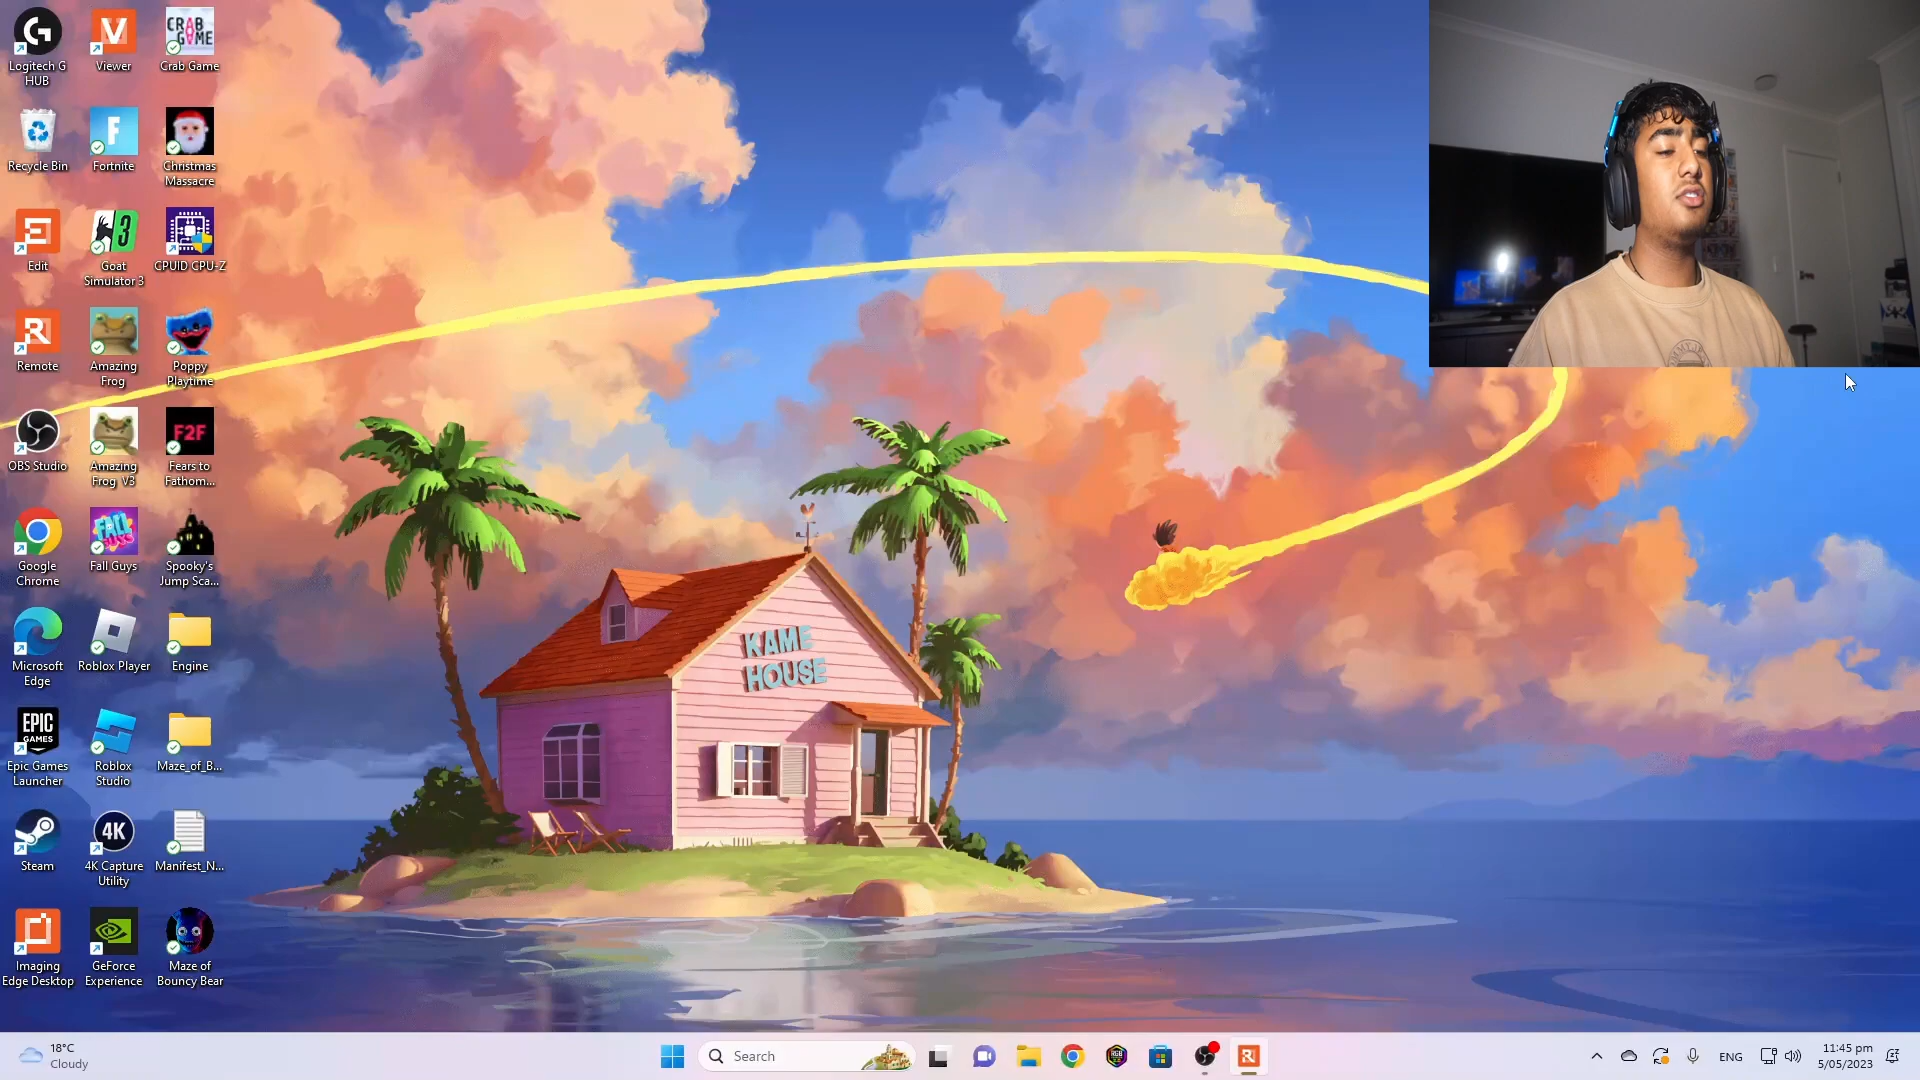 Logitech G
HUB
V
Viewer
CRAB
GAME
Crab Game
Recycle Bin
F
Fortnite
Christmas
Massacre
Edit
3
Goat
Simulator 3
CPUID CPU-Z
R
Remote
Amazing
Frog
Poppy
Playtime
OBS Studio
Amazing
Frog V3
F2F
Fears to
Fathom...
Google
Chrome
FALL
GUYS
Fall Guys
Spooky's
Jump Sca...
Microsoft
Edge
Roblox Player
Engine
EPIC
GAMES
Epic Games
Launcher
Roblox
Studio
Maze_of_B...
Steam
4K
4K Capture
Utility
Manifest_N...
Imaging
Edge Desktop
GeForce
Experience
Maze of
Bouncy Bear
KAME
HOUSE
18°C
Cloudy
Search
R
ENG
11:45 pm
5/05/2023